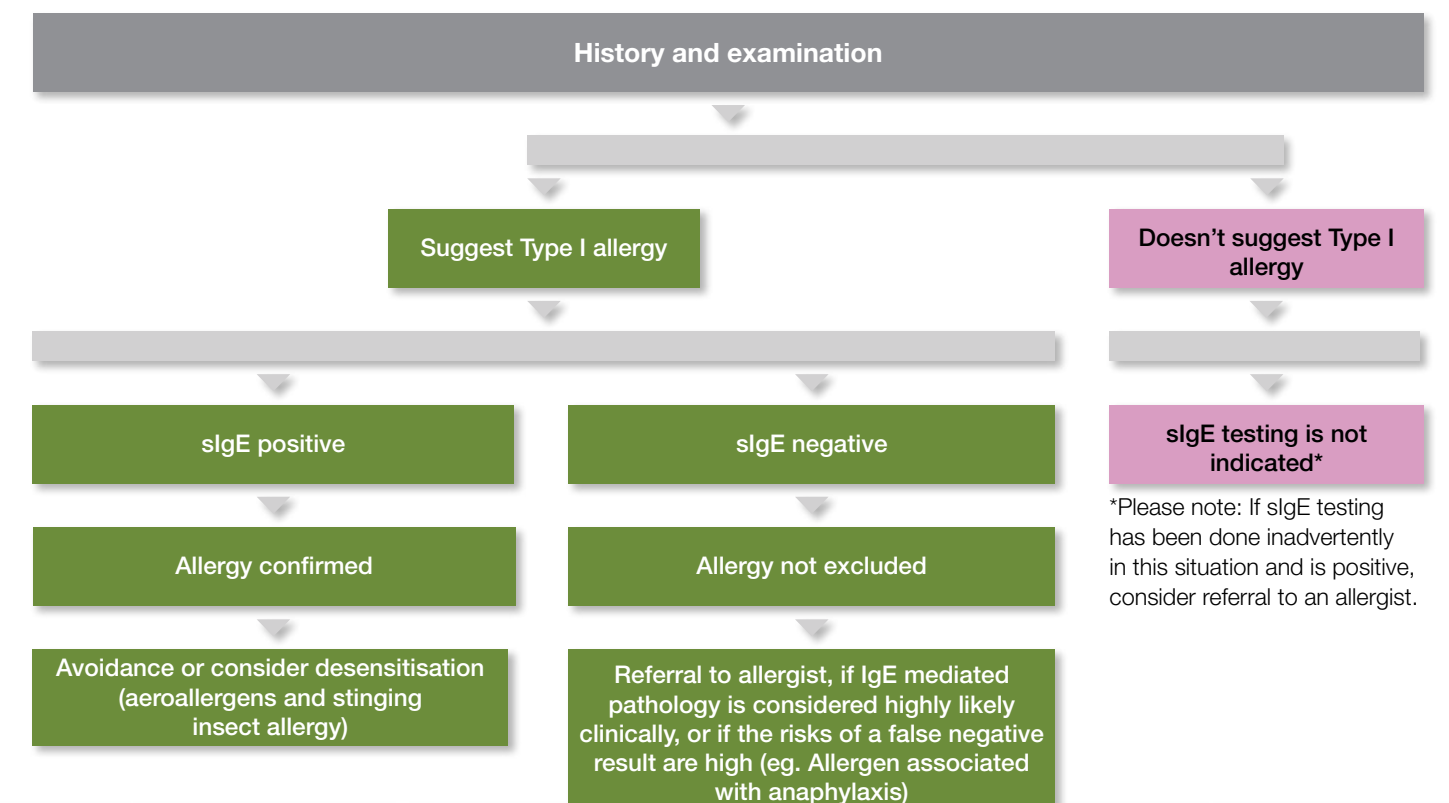 History and examination
Suggest Type I allergy
Doesn't suggest Type I
allergy
sIgE positive
sIgE negative
sIgE testing is not
indicated*
*Please note: If sIgE testing
has been done inadvertently
in this situation and is positive,
consider referral to an allergist.
Allergy confirmed
Allergy not excluded
Avoidance or consider desensitisation
(aeroallergens and stinging
insect allergy)
Referral to allergist, if IgE mediated
pathology is considered highly likely
clinically, or if the risks of a false negative
result are high (eg. Allergen associated
with anaphylaxis)